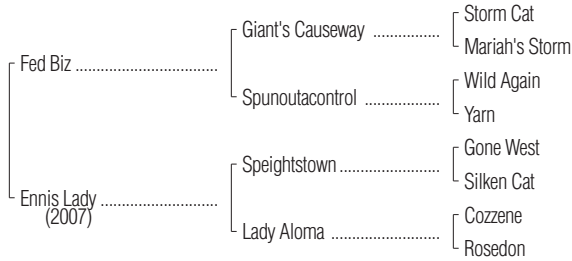 Storm Cat
Giant's Causeway ..................
Mariah's Storm
Fed Biz ................................
Wild Again
Spunoutacontrol ..................
Yarn
Gone West
Speightstown ......................
Silken Cat
Ennis Lady ..........................
(2007)
Cozzene
Lady Aloma ........................
Rosedon